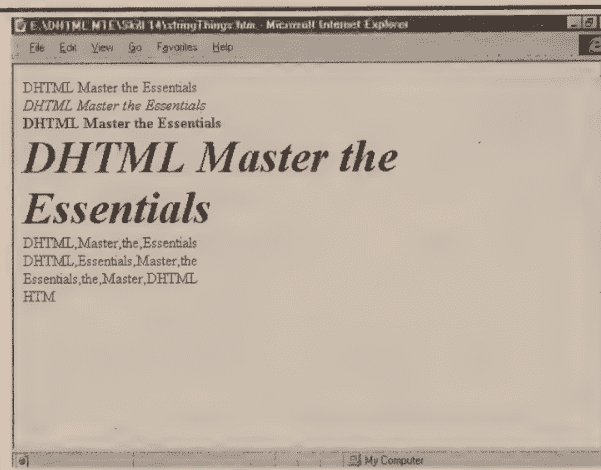 E:\DHTML MTE\Skill 14\stringThings.htm - Microsoft Internet Explorer
File Edit View Go Favorites Help
DHTML Master the Essentials
DHTML Master the Essentials
DHTML Master the Essentials
DHTML Master the
Essentials
DHTML,Master,the,Essentials
DHTML,Essentials,Master,the
Essentials,the,Master,DHTML
HTM
My Computer